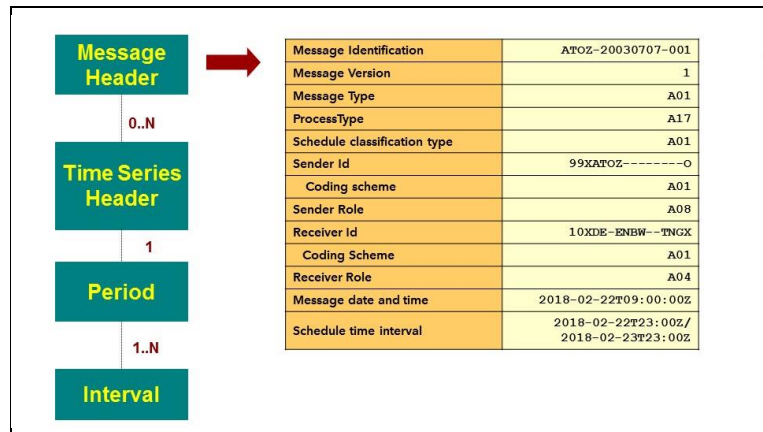 Message
Header
0..N
Time Series
Header
1
Period
1..N
Interval
Message Identification ATOZ-20030707-001
Message Version 1
Message Type A01
ProcessType A17
Schedule classification type A01
Sender Id 99XATOZ--------O
Coding scheme A01
Sender Role A08
Receiver Id 10XDE-ENBW--TNGX
Coding Scheme A01
Receiver Role A04
Message date and time 2018-02-22T09:00:00Z
Schedule time interval 2018-02-22T23:00Z/
2018-02-23T23:00Z